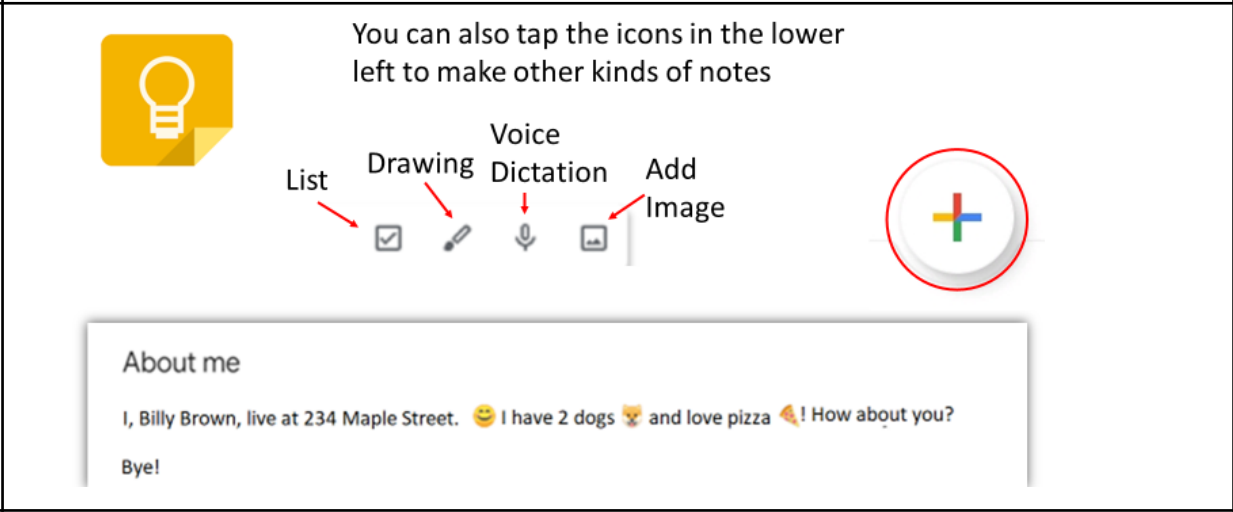 You can also tap the icons in the lower
left to make other kinds of notes
List
Drawing
Voice
Dictation
Add
Image
About me
I, Billy Brown, live at 234 Maple Street. 😊 I have 2 dogs 🐱 and love pizza 🍕! How about you?
Bye!